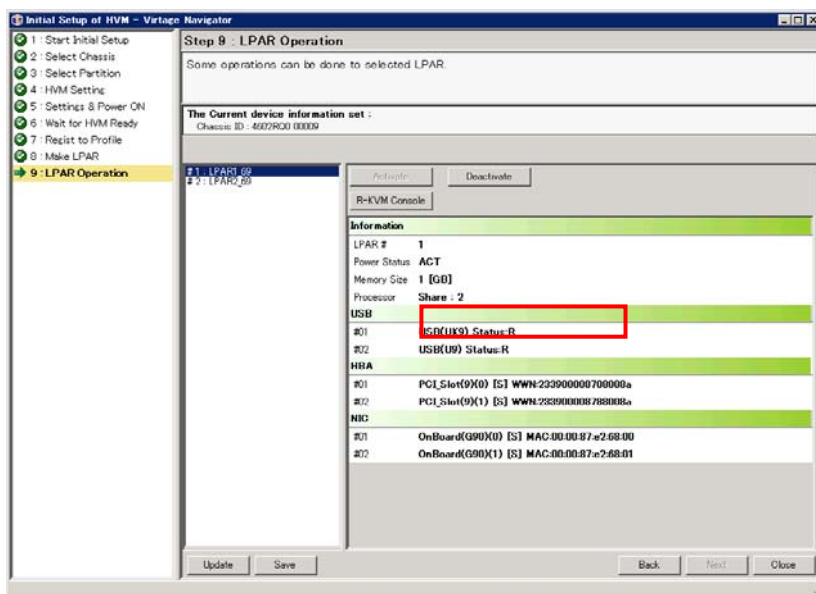 Initial Setup of HVM - Virtage Navigator
1 : Start Initial Setup
2 : Select Chassis
3 : Select Partition
4 : HVM Setting
5 : Settings & Power ON
6 : Wait for HVM Ready
7 : Regist to Profile
8 : Make LPAR
9 : LPAR Operation
Step 9 : LPAR Operation
Some operations can be done to selected LPAR.
The Current device information set :
Chassis ID : 4602RQ0 00009
# 1 : LPAR1_69
# 2 : LPAR2_69
Activate Deactivate
R-KVM Console
Information
LPAR # 1
Power Status ACT
Memory Size 1 [GB]
Processor Share : 2
USB
#01 USB(UK9) Status:R
#02 USB(U9) Status:R
HBA
#01 PCI_Slot(9)(0) [S] WWN:233900008700008a
#02 PCI_Slot(9)(1) [S] WWN:233900008788008a
NIC
#01 OnBoard(G90)(0) [S] MAC:00:00:87:e2:68:00
#02 OnBoard(G90)(1) [S] MAC:00:00:87:e2:68:01
Update Save Back Next Close